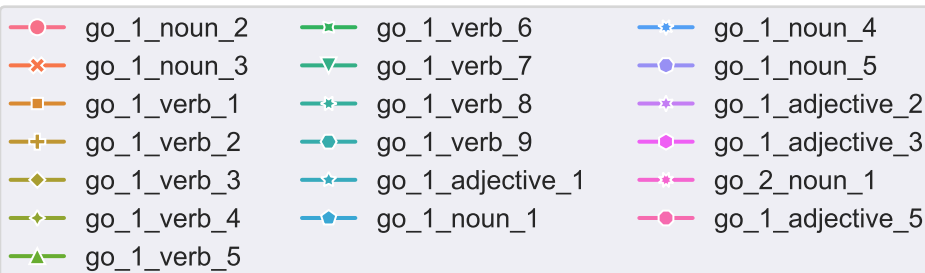 go_1_noun_2 go_1_verb_6 go_1_noun_4
go_1_noun_3 go_1_verb_7 go_1_noun_5
go_1_verb_1 go_1_verb_8 go_1_adjective_2
go_1_verb_2 go_1_verb_9 go_1_adjective_3
go_1_verb_3 go_1_adjective_1 go_2_noun_1
go_1_verb_4 go_1_noun_1 go_1_adjective_5
go_1_verb_5